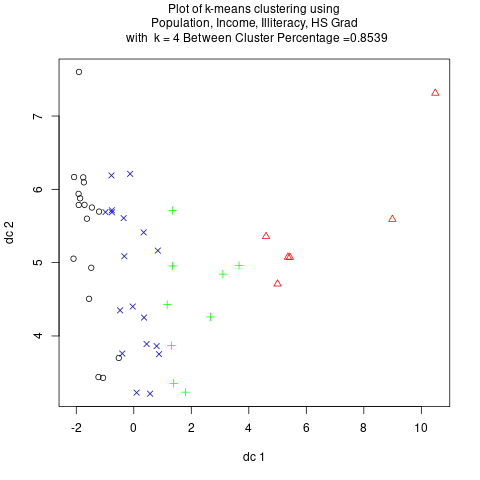 Plot of k-means clustering using
Population, Income, Illiteracy, HS Grad
with  k = 4 Between Cluster Percentage =0.8539
7
6
5
4
dc 2
-2 0 2 4 6 8 10
dc 1